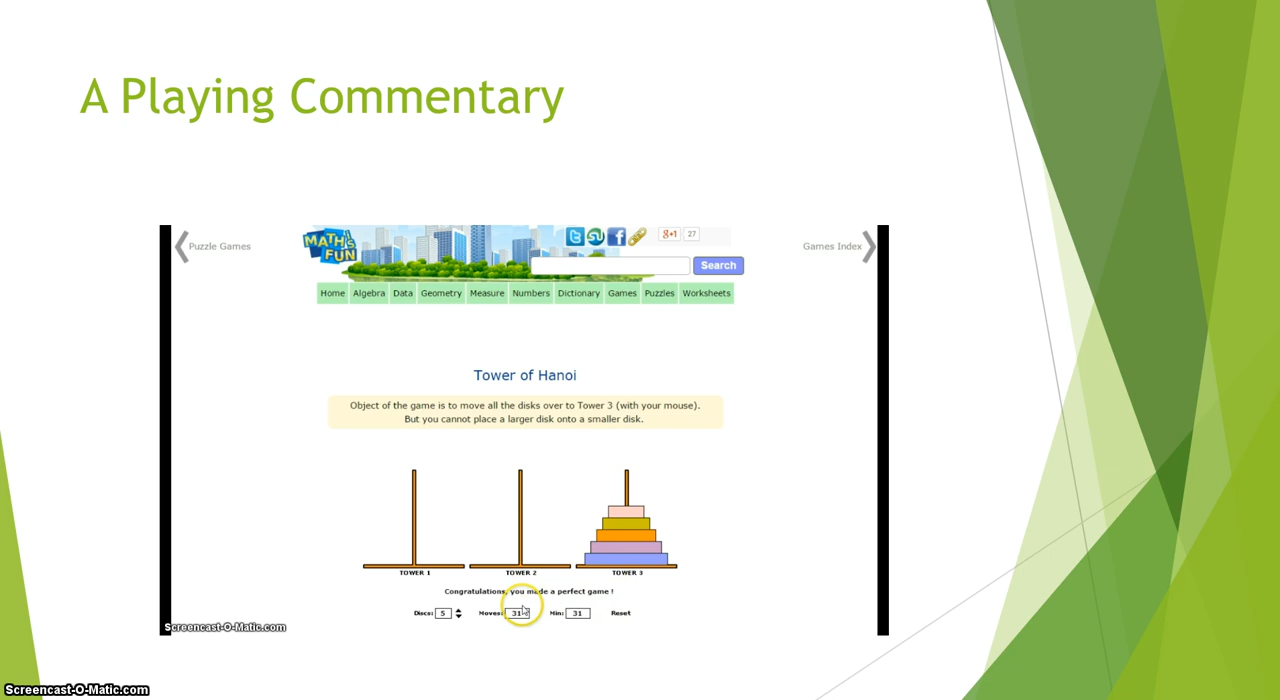 A Playing Commentary
Puzzle Games
MATH'S FUN
g+1 27
Games Index
Search
Home Algebra Data Geometry Measure Numbers Dictionary Games Puzzles Worksheets
Tower of Hanoi
Object of the game is to move all the disks over to Tower 3 (with your mouse).
But you cannot place a larger disk onto a smaller disk.
TOWER 1 TOWER 2 TOWER 3
Congratulations, you made a perfect game !
Discs: 5 Moves: 31 Min: 31 Reset
Screencast-O-Matic.com
Screencast-O-Matic.com